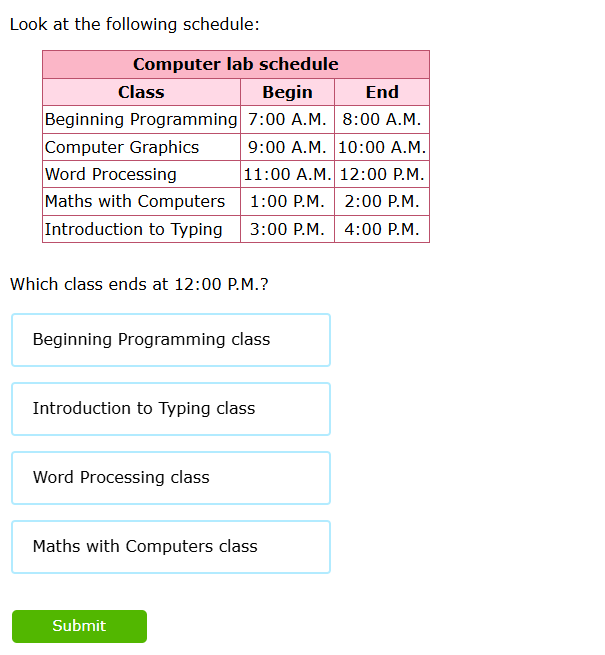 Look at the following schedule:
Computer lab schedule
Class Begin End
Beginning Programming 7:00 A.M. 8:00 A.M.
Computer Graphics 9:00 A.M. 10:00 A.M.
Word Processing 11:00 A.M. 12:00 P.M.
Maths with Computers 1:00 P.M. 2:00 P.M.
Introduction to Typing 3:00 P.M. 4:00 P.M.
Which class ends at 12:00 P.M.?
Beginning Programming class
Introduction to Typing class
Word Processing class
Maths with Computers class
Submit